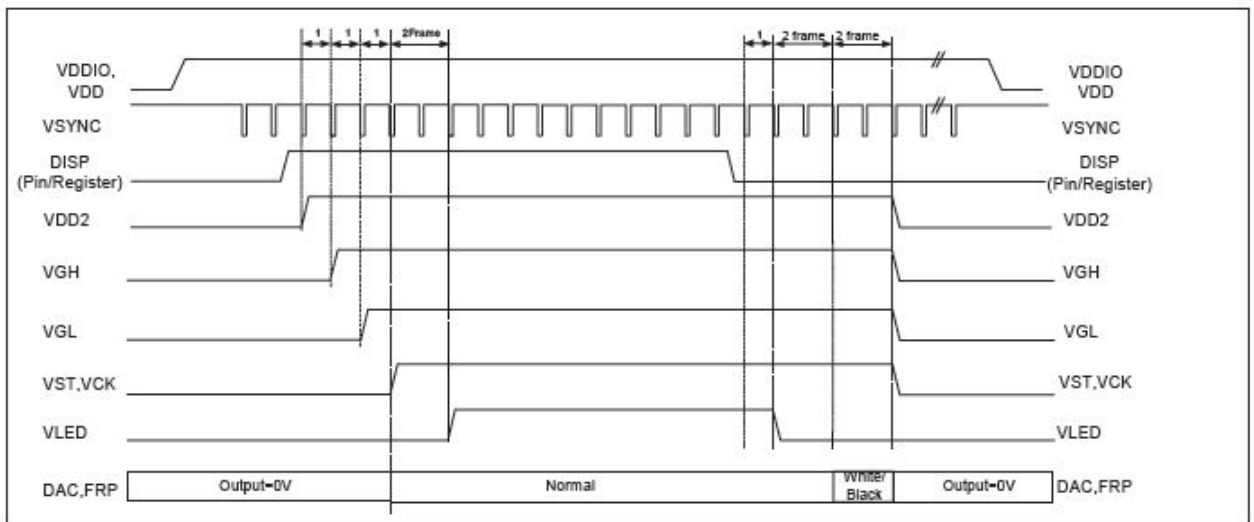 1 1 1 2Frame 1 2 frame 2 frame
VDDIO,
VDD
VDDIO
VDD
VSYNC
VSYNC
DISP
(Pin/Register)
DISP
(Pin/Register)
VDD2
VDD2
VGH
VGH
VGL
VGL
VST,VCK
VST,VCK
VLED
VLED
DAC,FRP Output=0V Normal White/
Black
Output=0V DAC,FRP